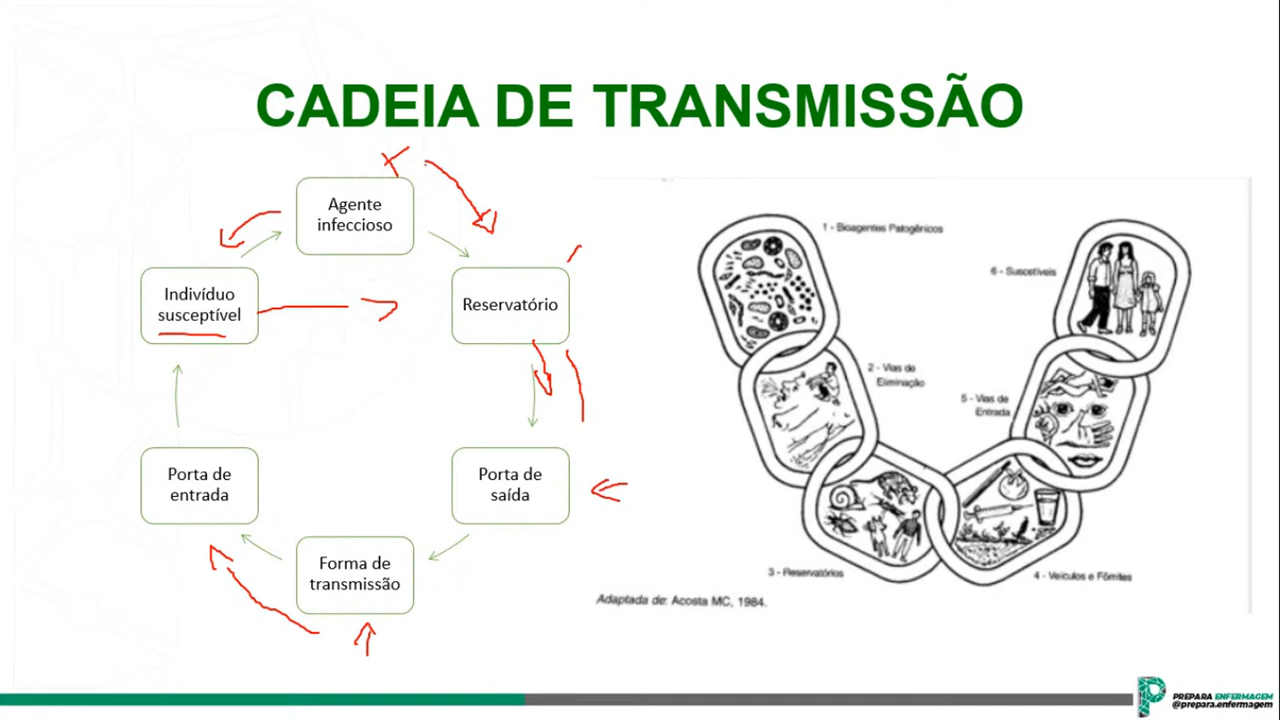 CADEIA DE TRANSMISSÃO
Agente
infeccioso
Reservatório
Porta de
saída
Forma de
transmissão
Porta de
entrada
Indivíduo
susceptível
1 - Bioagentes Patogênicos
2 - Vias de
Eliminação
3 - Reservatórios
4 - Veículos e Fômites
5 - Vias de
Entrada
6 - Suscetíveis
Adaptada de: Acosta MC, 1984.
PREPARA ENFERMAGEM
@prepara.enfermagem